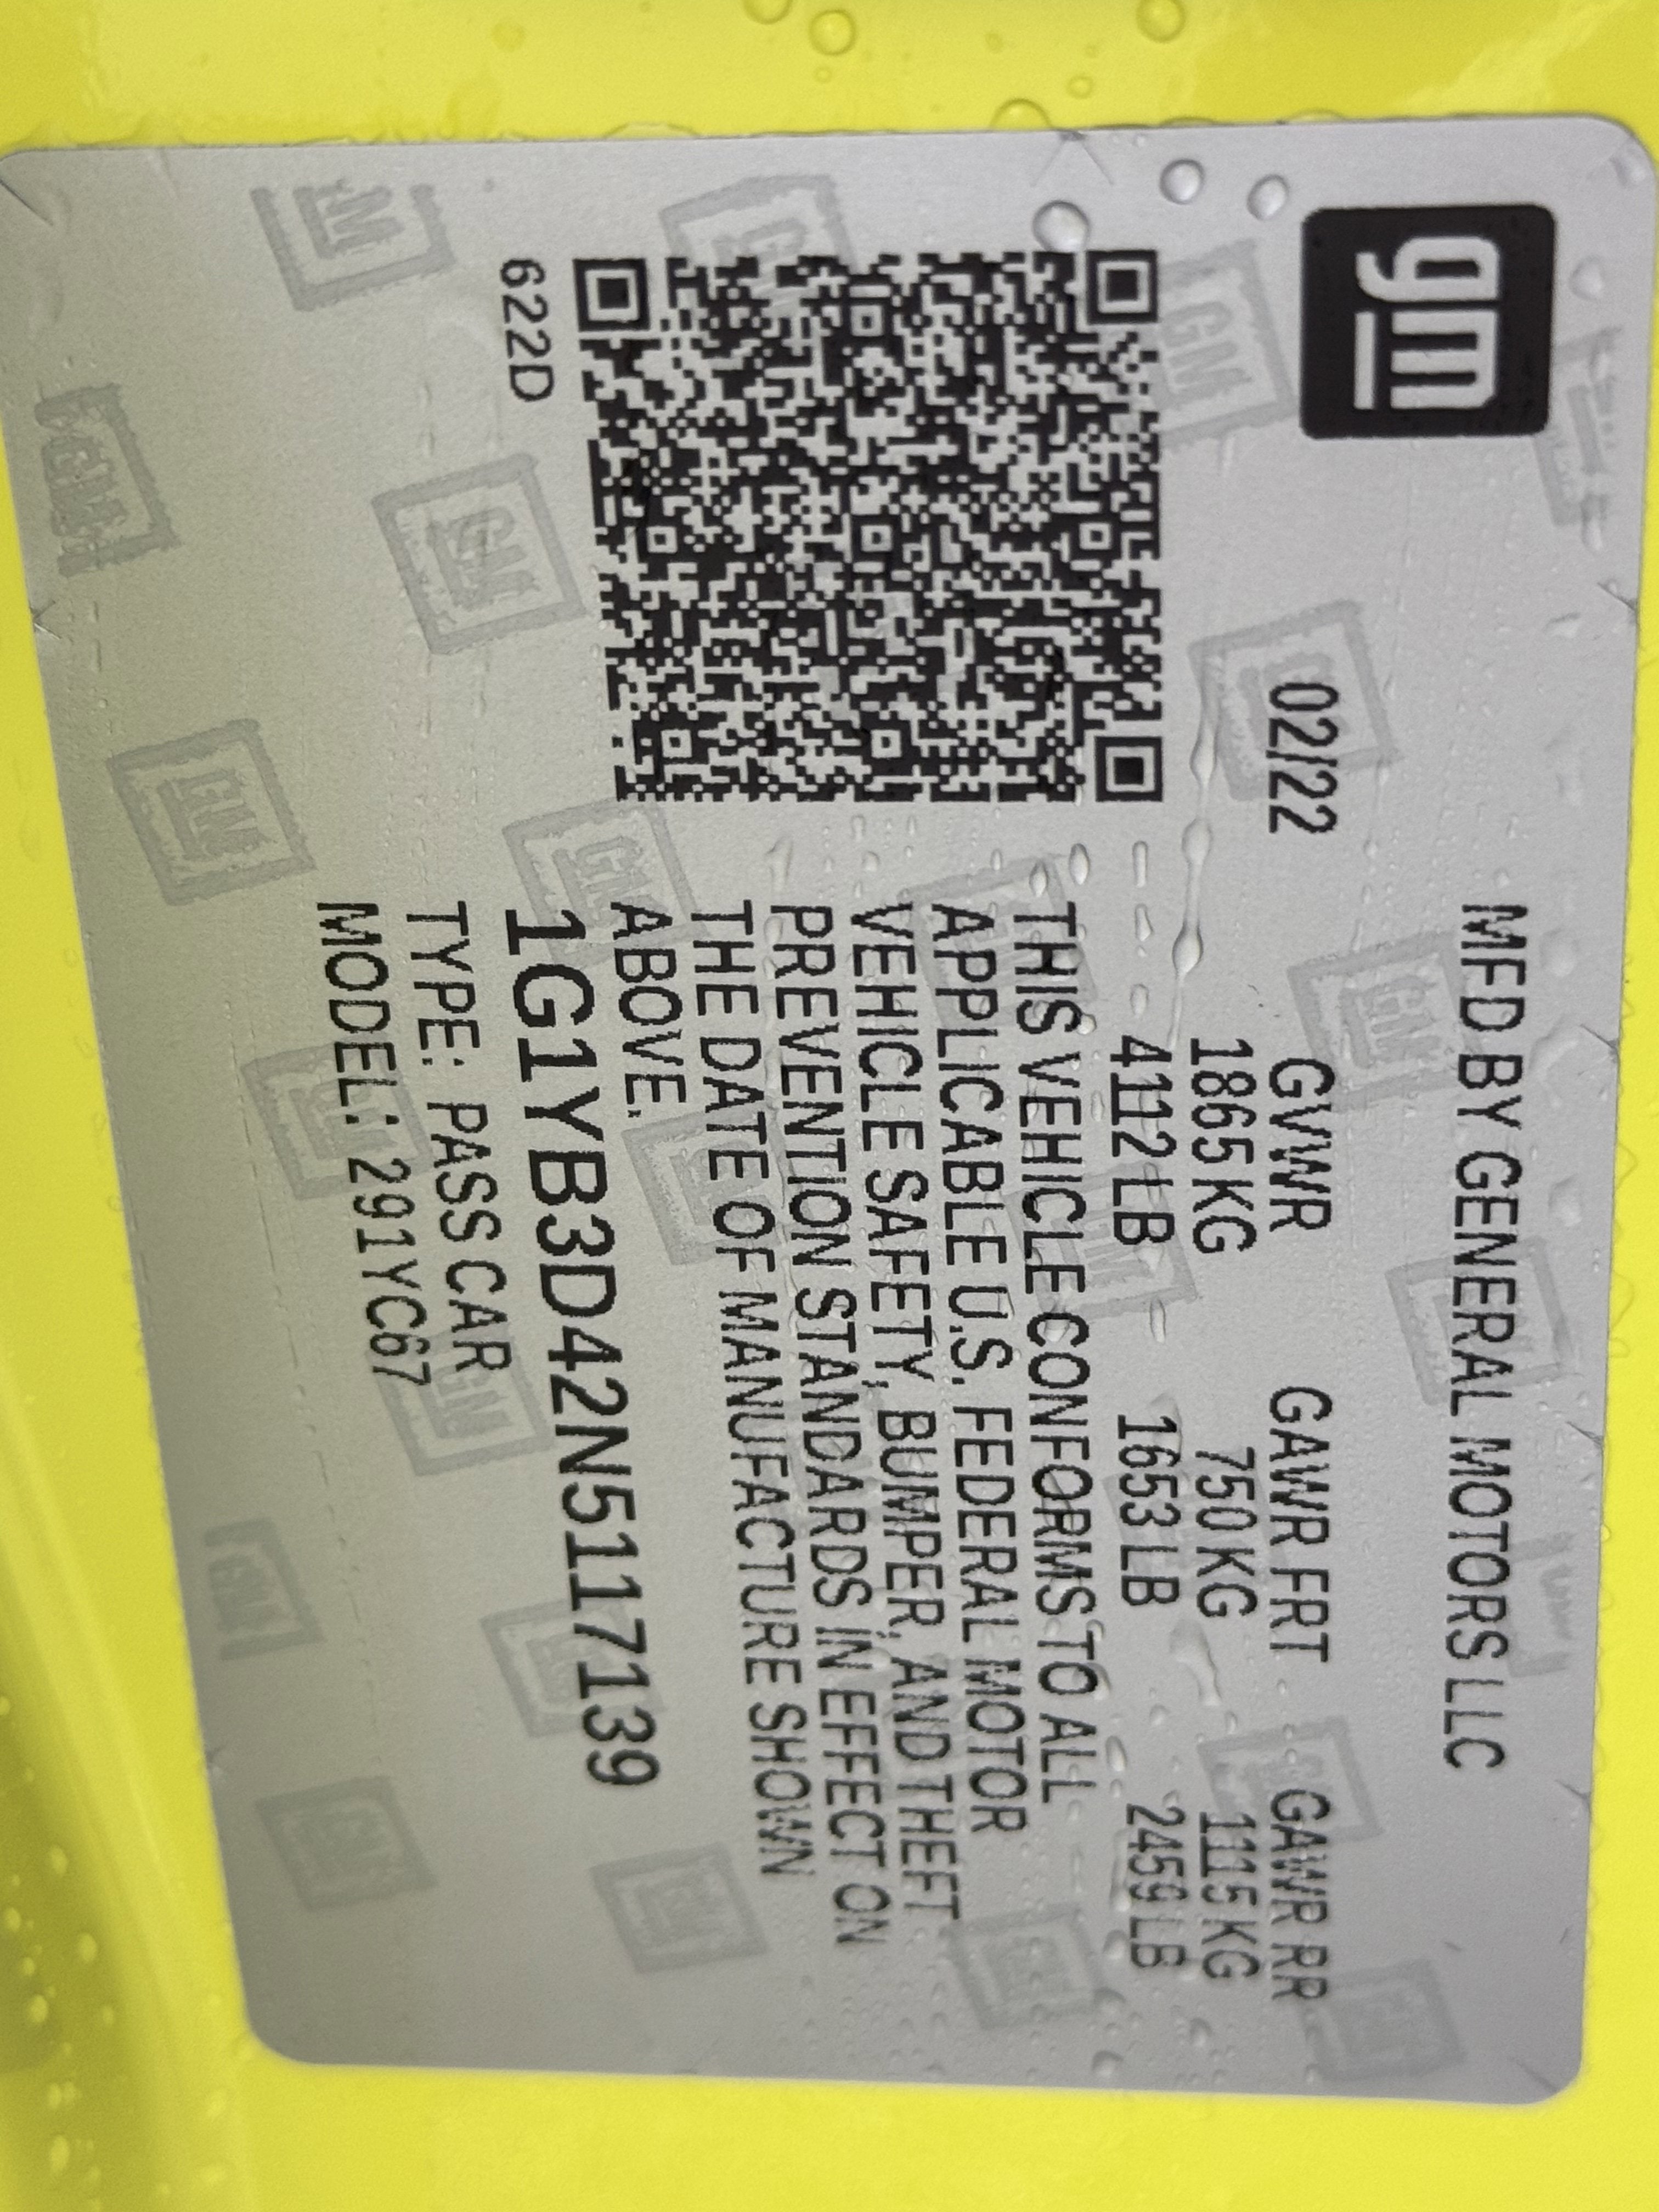 gm
MFD BY GENERAL MOTORS LLC
02/22 GVWR GAWR FRT GAWR RR
1865 KG 750 KG 1115 KG
4112 LB 1653 LB 2459 LB
THIS VEHICLE CONFORMS TO ALL
APPLICABLE U.S. FEDERAL MOTOR
VEHICLE SAFETY, BUMPER, AND THEFT
PREVENTION STANDARDS IN EFFECT ON
THE DATE OF MANUFACTURE SHOWN
ABOVE.
622D
1G1YB3D42N5117139
TYPE: PASS CAR
MODEL: 291YC67